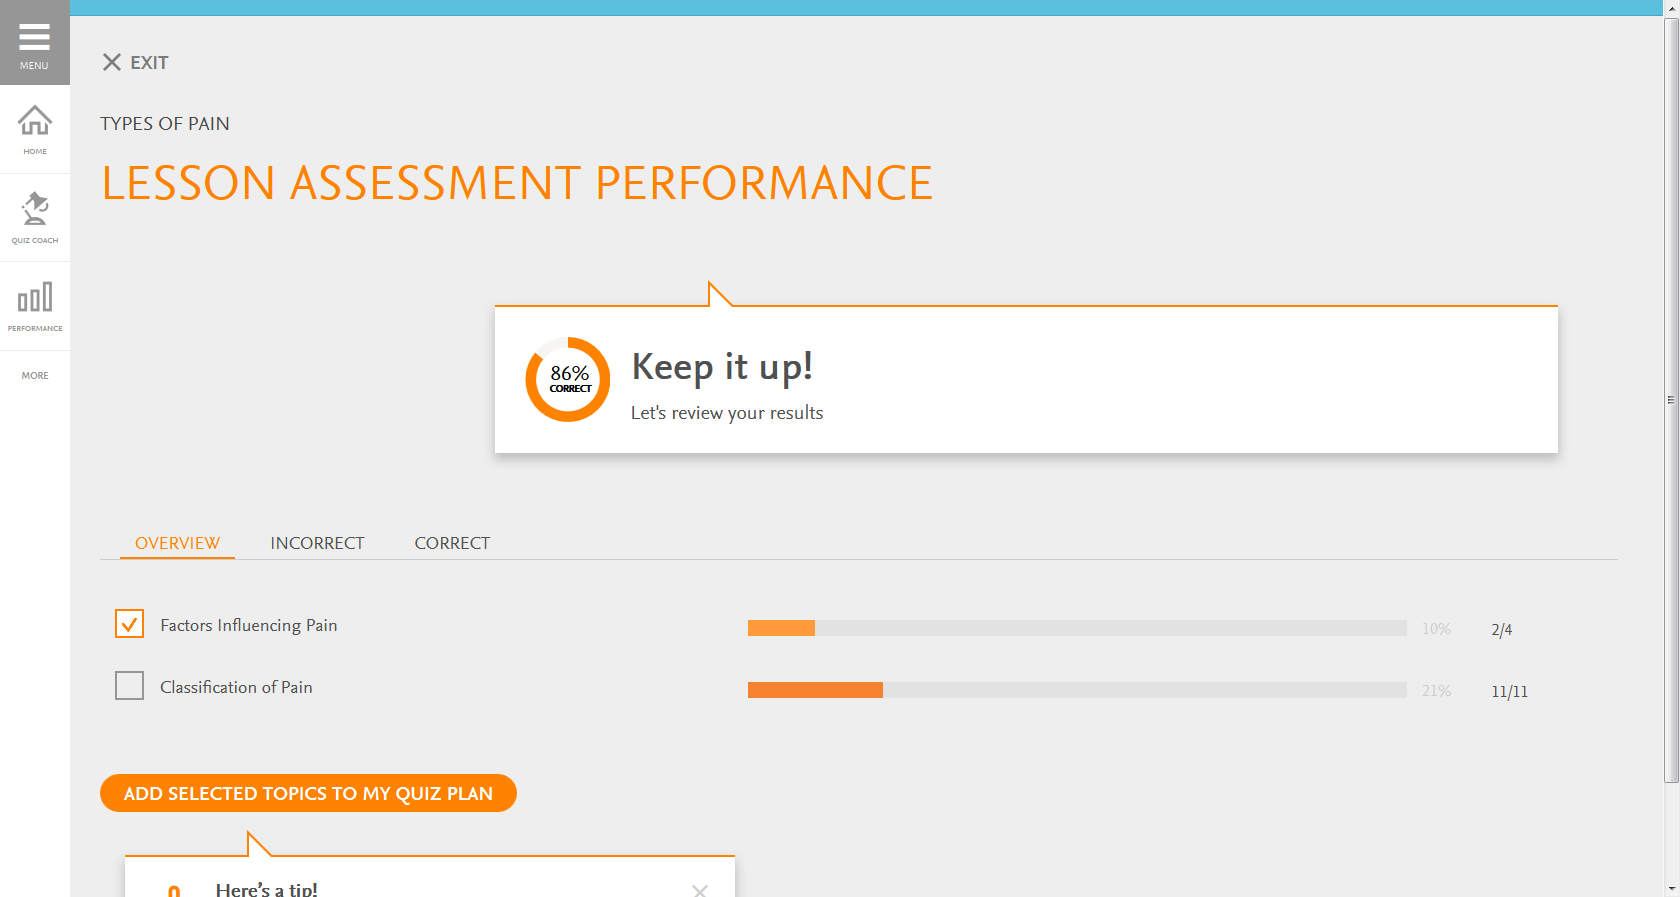 MENU
HOME
QUIZ COACH
PERFORMANCE
MORE
EXIT
TYPES OF PAIN
LESSON ASSESSMENT PERFORMANCE
86%
CORRECT
Keep it up!
Let's review your results
OVERVIEW INCORRECT CORRECT
Factors Influencing Pain 10% 2/4
Classification of Pain 21% 11/11
ADD SELECTED TOPICS TO MY QUIZ PLAN
Here's a tip!